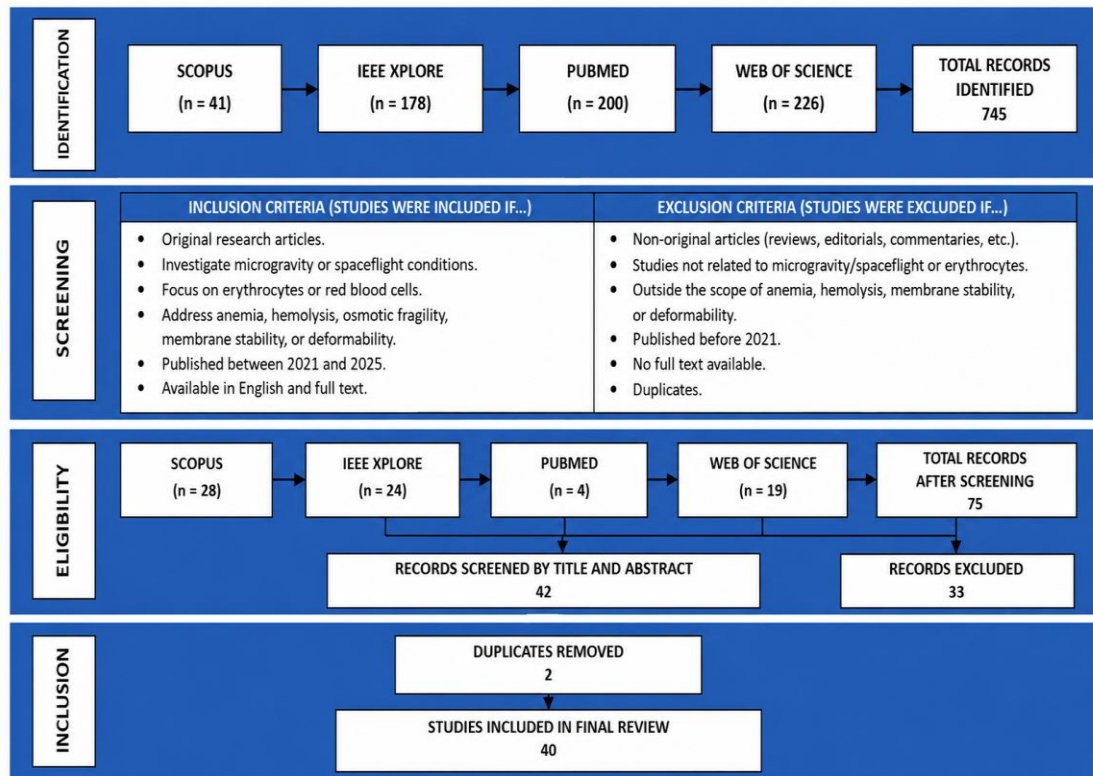 IDENTIFICATION
SCOPUS
(n = 41)
IEEE XPLORE
(n = 178)
PUBMED
(n = 200)
WEB OF SCIENCE
(n = 226)
TOTAL RECORDS
IDENTIFIED
745
SCREENING
INCLUSION CRITERIA (STUDIES WERE INCLUDED IF...)
• Original research articles.
• Investigate microgravity or spaceflight conditions.
• Focus on erythrocytes or red blood cells.
• Address anemia, hemolysis, osmotic fragility,
membrane stability, or deformability.
• Published between 2021 and 2025.
• Available in English and full text.
EXCLUSION CRITERIA (STUDIES WERE EXCLUDED IF...)
• Non-original articles (reviews, editorials, commentaries, etc.).
• Studies not related to microgravity/spaceflight or erythrocytes.
• Outside the scope of anemia, hemolysis, membrane stability,
or deformability.
• Published before 2021.
• No full text available.
• Duplicates.
ELIGIBILITY
SCOPUS
(n = 28)
IEEE XPLORE
(n = 24)
PUBMED
(n = 4)
WEB OF SCIENCE
(n = 19)
TOTAL RECORDS
AFTER SCREENING
75
RECORDS SCREENED BY TITLE AND ABSTRACT
42
RECORDS EXCLUDED
33
INCLUSION
DUPLICATES REMOVED
2
STUDIES INCLUDED IN FINAL REVIEW
40